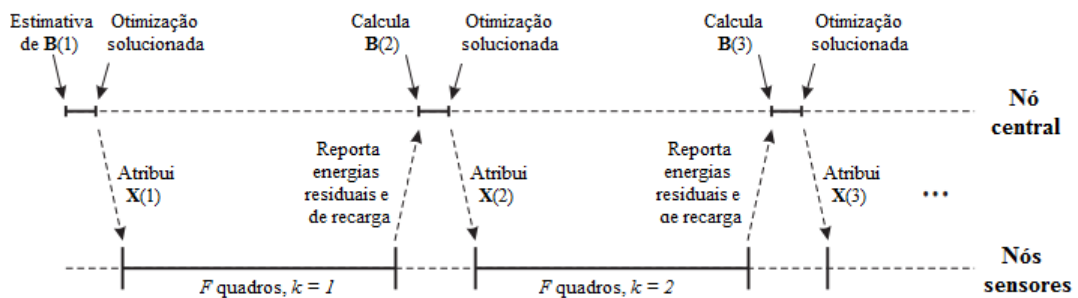 Estimativa
de B(1)
Otimização
solucionada
Calcula
B(2)
Otimização
solucionada
Calcula
B(3)
Otimização
solucionada
Nó
central
Atribui
X(1)
Reporta
energias
residuais e
de recarga
Atribui
X(2)
Reporta
energias
residuais e
de recarga
Atribui
X(3)
...
F quadros, k = 1
F quadros, k = 2
Nós
sensores